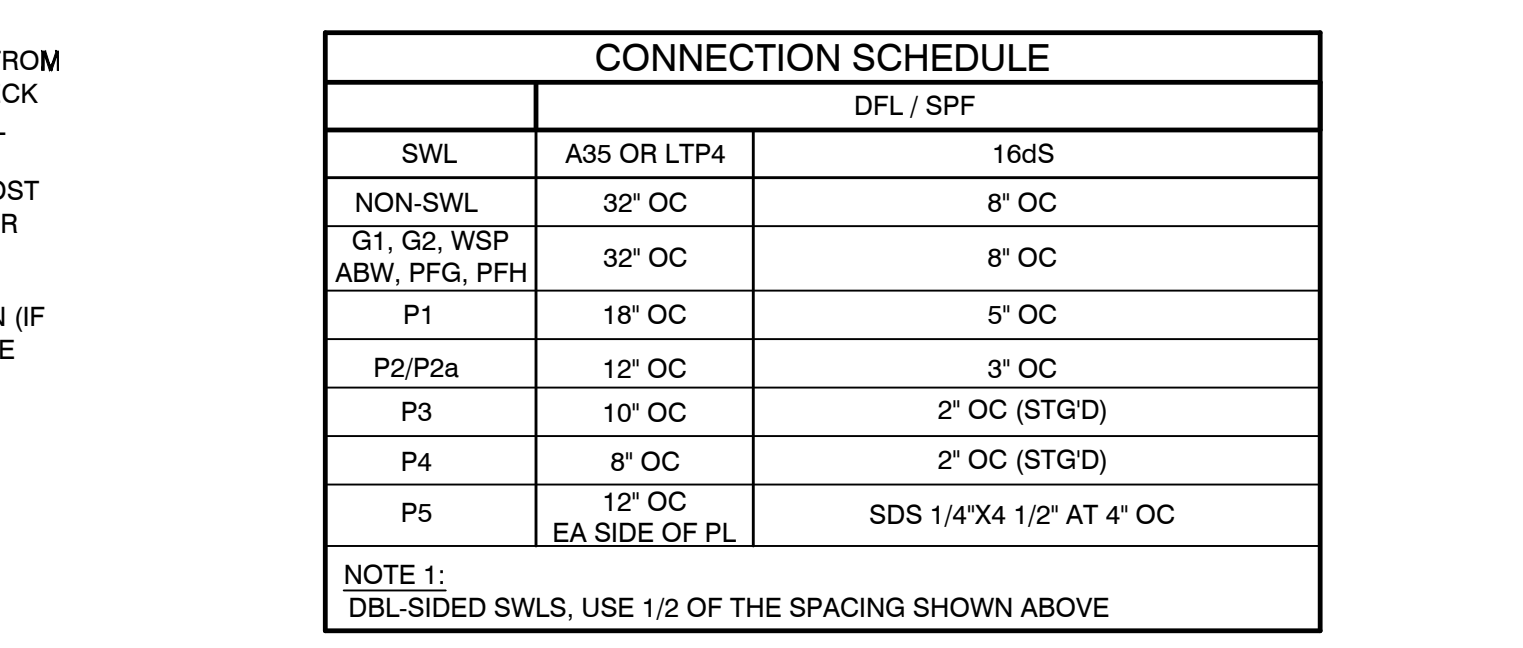 FROM
CK
OST
R
N (IF
E
CONNECTION SCHEDULE
DFL / SPF
SWL A35 OR LTP4 16dS
NON-SWL 32" OC 8" OC
G1, G2, WSP
ABW, PFG, PFH 32" OC 8" OC
P1 18" OC 5" OC
P2/P2a 12" OC 3" OC
P3 10" OC 2" OC (STG'D)
P4 8" OC 2" OC (STG'D)
P5 12" OC
EA SIDE OF PL SDS 1/4"X4 1/2" AT 4" OC
NOTE 1:
DBL-SIDED SWLS, USE 1/2 OF THE SPACING SHOWN ABOVE